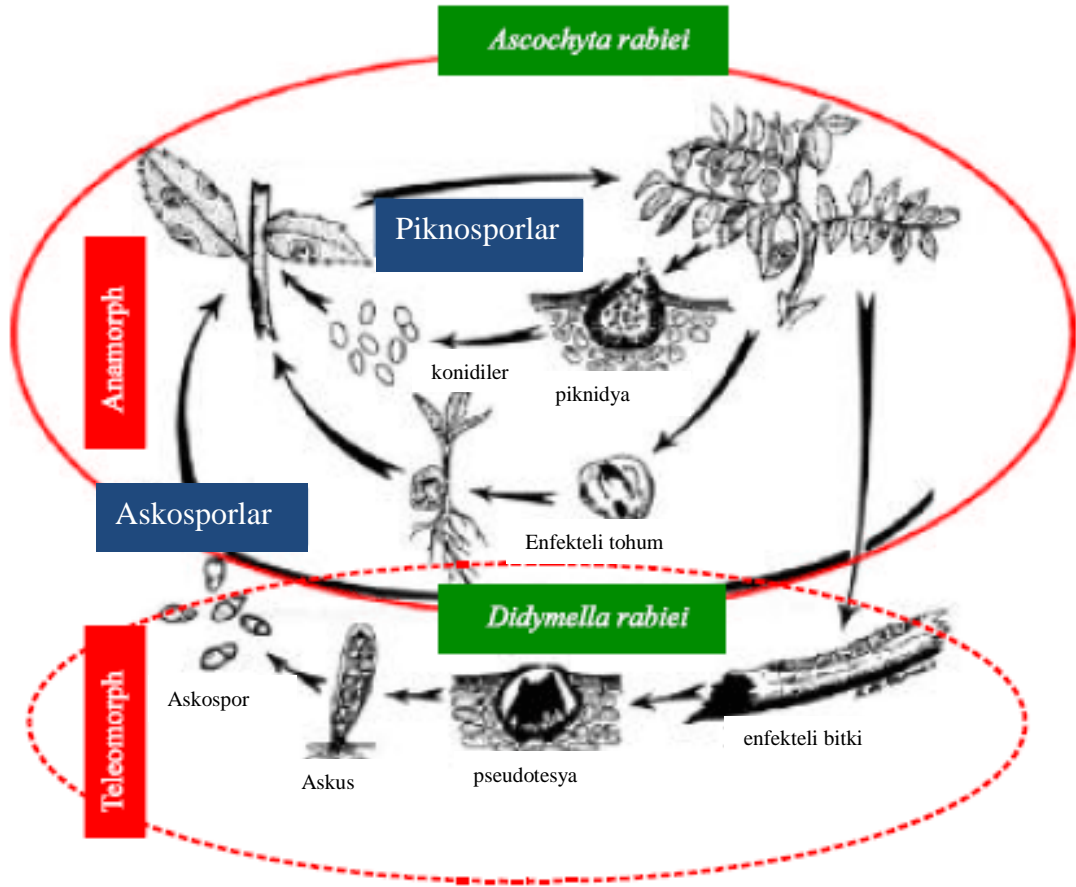 Ascochyta rabiei
Piknosporlar
Anamorph
konidiler
piknidya
Askosporlar
Enfekteli tohum
Didymella rabiei
Teleomorph
Askospor
enfekteli bitki
Askus
pseudotesya